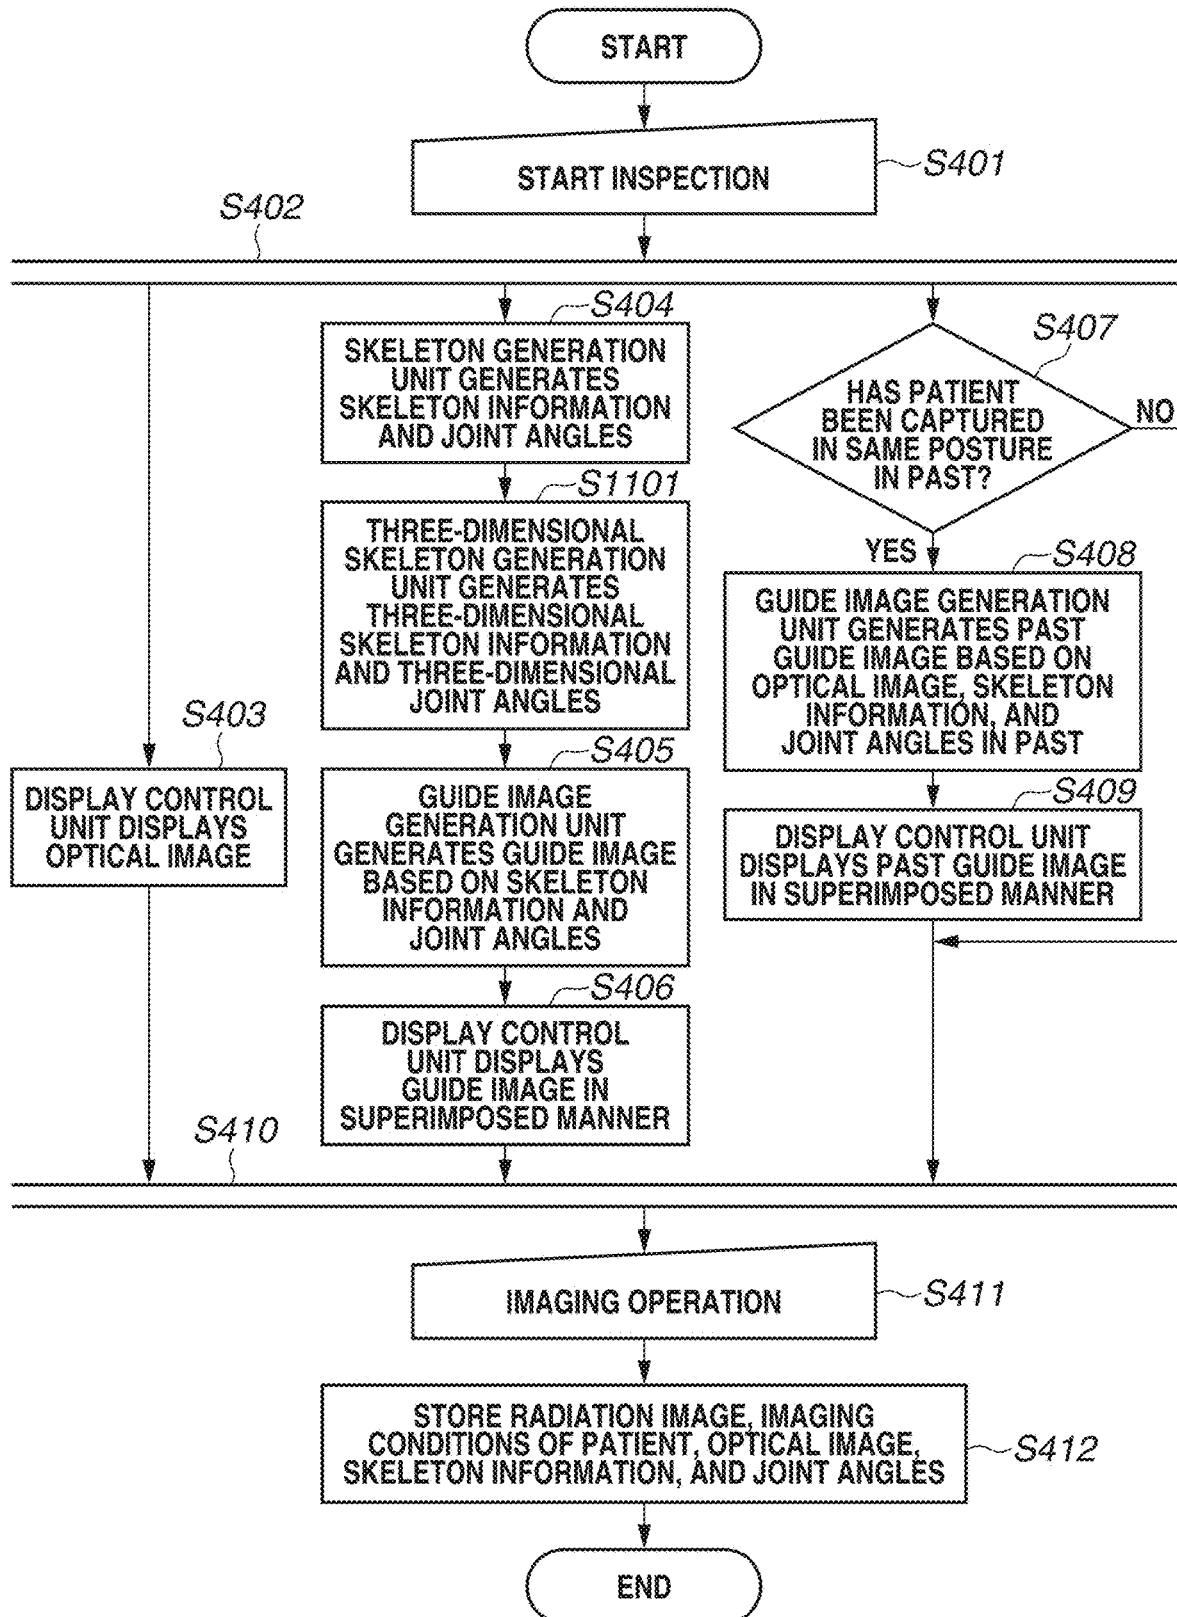 START
START INSPECTION
S401
S402
S404
SKELETON GENERATION
UNIT GENERATES
SKELETON INFORMATION
AND JOINT ANGLES
S1101
THREE-DIMENSIONAL
SKELETON GENERATION
UNIT GENERATES
THREE-DIMENSIONAL
SKELETON INFORMATION
AND THREE-DIMENSIONAL
JOINT ANGLES
S403
DISPLAY CONTROL
UNIT DISPLAYS
OPTICAL IMAGE
S405
GUIDE IMAGE
GENERATION UNIT
GENERATES GUIDE IMAGE
BASED ON SKELETON
INFORMATION AND
JOINT ANGLES
S406
DISPLAY CONTROL
UNIT DISPLAYS
GUIDE IMAGE IN
SUPERIMPOSED MANNER
S407
HAS PATIENT
BEEN CAPTURED
IN SAME POSTURE
IN PAST?
NO
YES
S408
GUIDE IMAGE GENERATION
UNIT GENERATES PAST
GUIDE IMAGE BASED ON
OPTICAL IMAGE, SKELETON
INFORMATION, AND
JOINT ANGLES IN PAST
S409
DISPLAY CONTROL UNIT
DISPLAYS PAST GUIDE IMAGE
IN SUPERIMPOSED MANNER
S410
IMAGING OPERATION
S411
STORE RADIATION IMAGE, IMAGING
CONDITIONS OF PATIENT, OPTICAL IMAGE,
SKELETON INFORMATION, AND JOINT ANGLES
S412
END